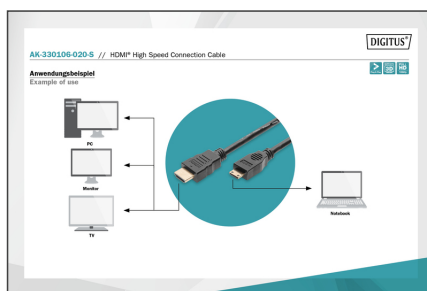 DIGITUS®
AK-330106-020-S // HDMI® High Speed Connection Cable
Anwendungsbeispiel
Example of use
PC
Monitor
TV
Notebook